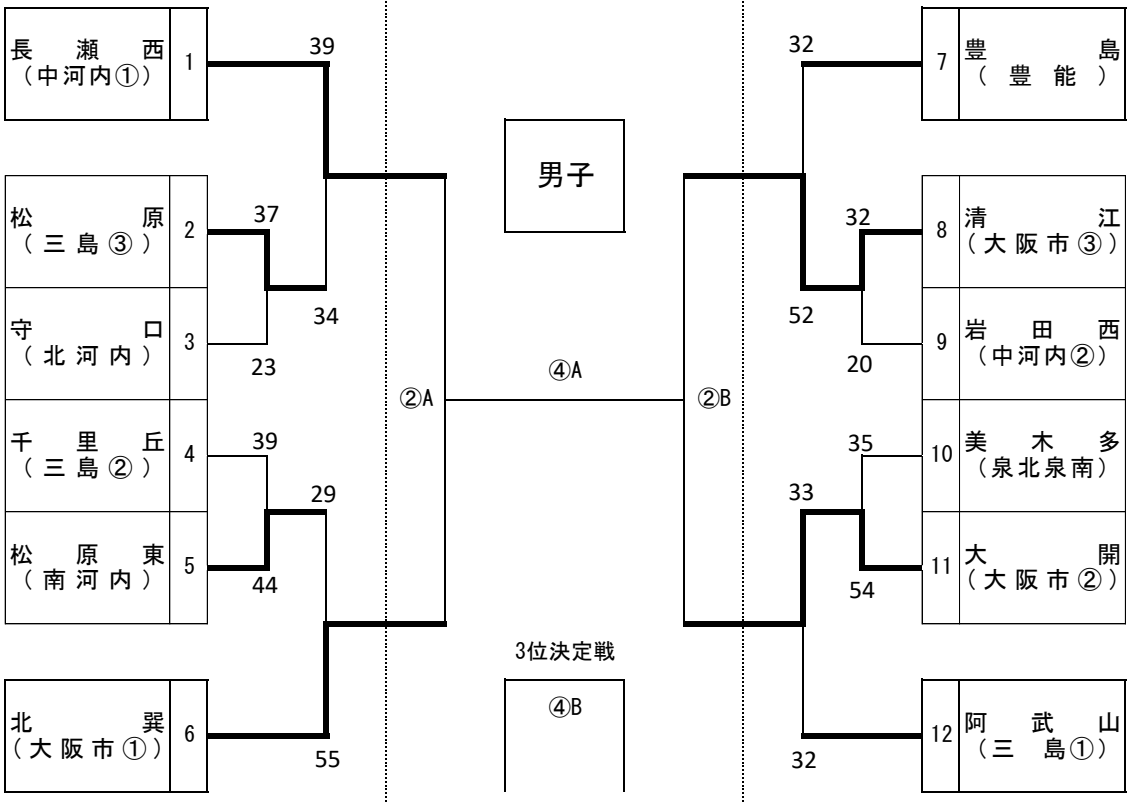 長瀬西
(中河内①)
1
39
松原
(三島③)
2
37
34
守口
(北河内)
3
23
千里丘
(三島②)
4
39
29
松原東
(南河内)
5
44
北巽
(大阪市①)
6
55
②A
男子
④A
3位決定戦
④B
②B
32
7
豊島
(豊能)
32
8
清江
(大阪市③)
52
20
9
岩田西
(中河内②)
35
10
美木多
(泉北泉南)
33
54
11
大開
(大阪市②)
32
12
阿武山
(三島①)